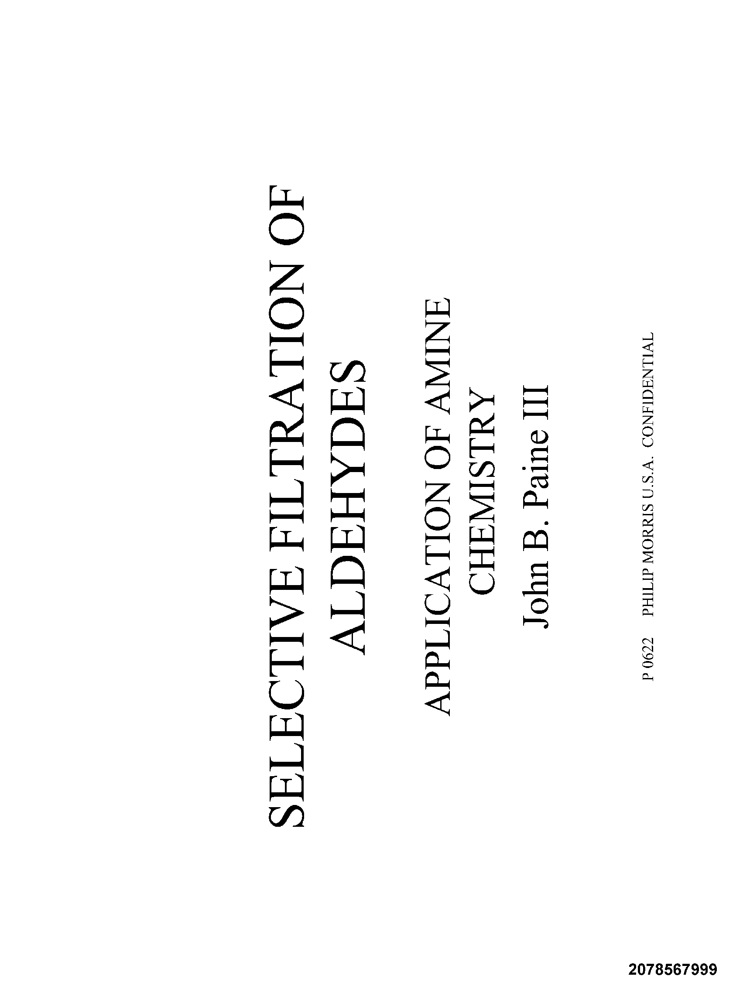 SELECTIVE FILTRATION OF
ALDEHYDES
APPLICATION OF AMINE
CHEMISTRY
John B. Paine III
P 0622 PHILIP MORRIS U.S.A. CONFIDENTIAL
2078567999